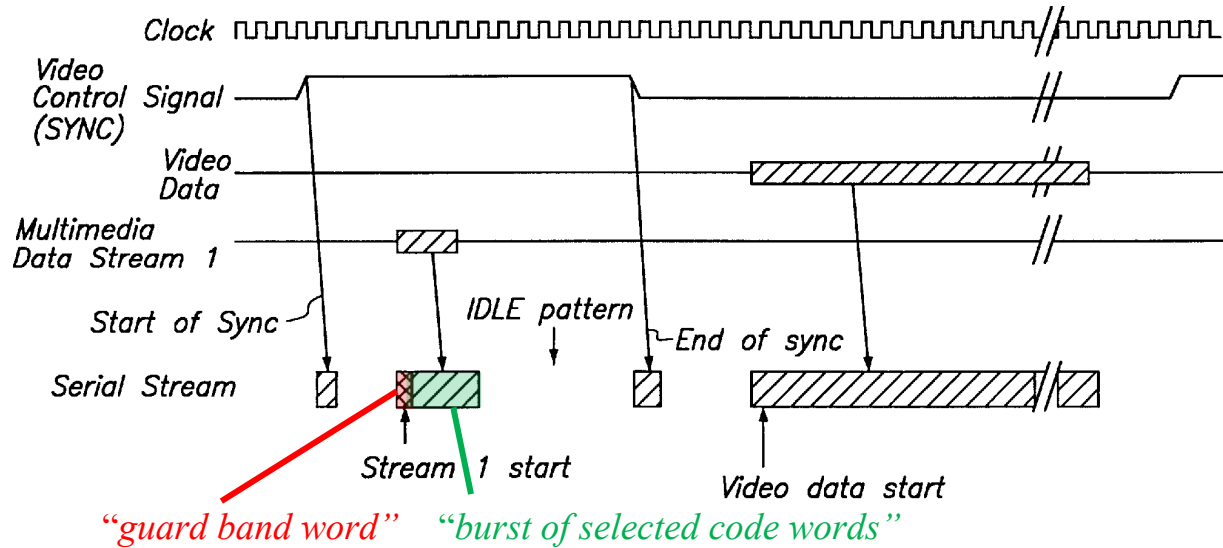 Clock
Video
Control Signal
(SYNC)
Video
Data
Multimedia
Data Stream 1
Start of Sync
IDLE pattern
End of sync
Serial Stream
Stream 1 start
Video data start
“guard band word”
“burst of selected code words”